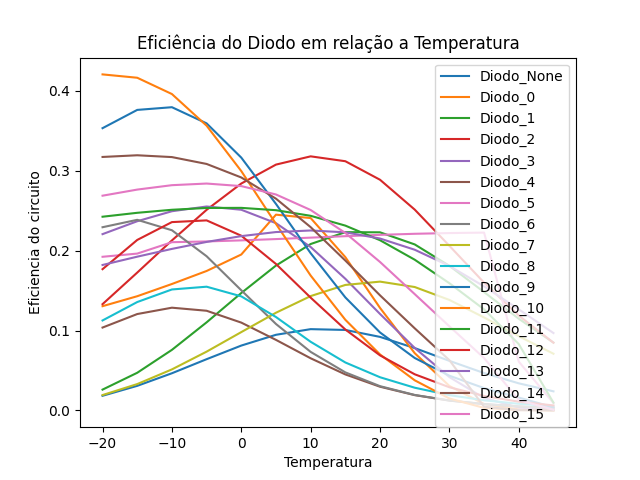 Eficiência do Diodo em relação a Temperatura
Eficiencia do circuito
0.4
0.3
0.2
0.1
0.0
−20
−10
0
10
20
30
40
Temperatura
Diodo_None
Diodo_0
Diodo_1
Diodo_2
Diodo_3
Diodo_4
Diodo_5
Diodo_6
Diodo_7
Diodo_8
Diodo_9
Diodo_10
Diodo_11
Diodo_12
Diodo_13
Diodo_14
Diodo_15